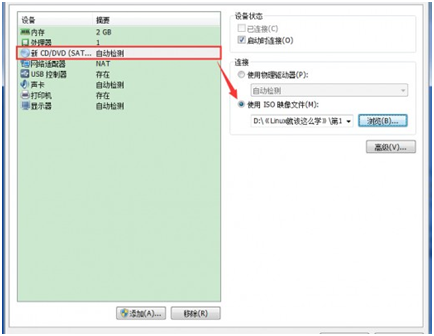 设备 摘要
内存 2 GB
处理器 1
新 CD/DVD (SAT... 自动检测
网络适配器 NAT
USB 控制器 存在
声卡 自动检测
打印机 存在
显示器 自动检测
添加(A)... 移除(R)
设备状态
已连接(C)
启动时连接(O)
连接
使用物理驱动器(P):
自动检测
使用 ISO 映像文件(M):
D:\《Linux就该这么学》\第1 浏览(B)...
高级(V)...